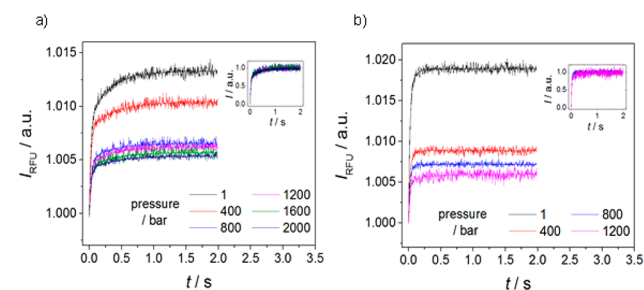 a)
1.015
1.010
1.005
1.000
I_RFU / a.u.
0.0 0.5 1.0 1.5 2.0 2.5 3.0 3.5
t / s
pressure
/ bar
1 1200
400 1600
800 2000
1.0
0.5
0.0
I / a.u.
0 2
t / s
b)
1.020
1.015
1.010
1.005
1.000
I_RFU / a.u.
0.0 0.5 1.0 1.5 2.0 2.5 3.0 3.5
t / s
pressure
/ bar
1 800
400 1200
1.0
0.5
0.0
I / a.u.
0 2
t / s